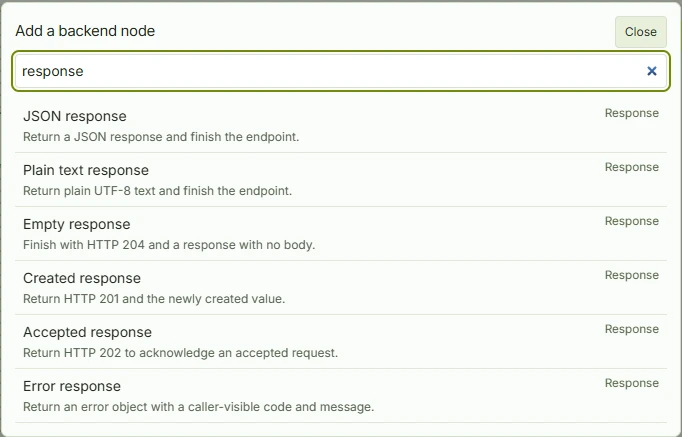 Add a backend node
Close
response
JSON response
Response
Return a JSON response and finish the endpoint.
Plain text response
Response
Return plain UTF-8 text and finish the endpoint.
Empty response
Response
Finish with HTTP 204 and a response with no body.
Created response
Response
Return HTTP 201 and the newly created value.
Accepted response
Response
Return HTTP 202 to acknowledge an accepted request.
Error response
Response
Return an error object with a caller-visible code and message.